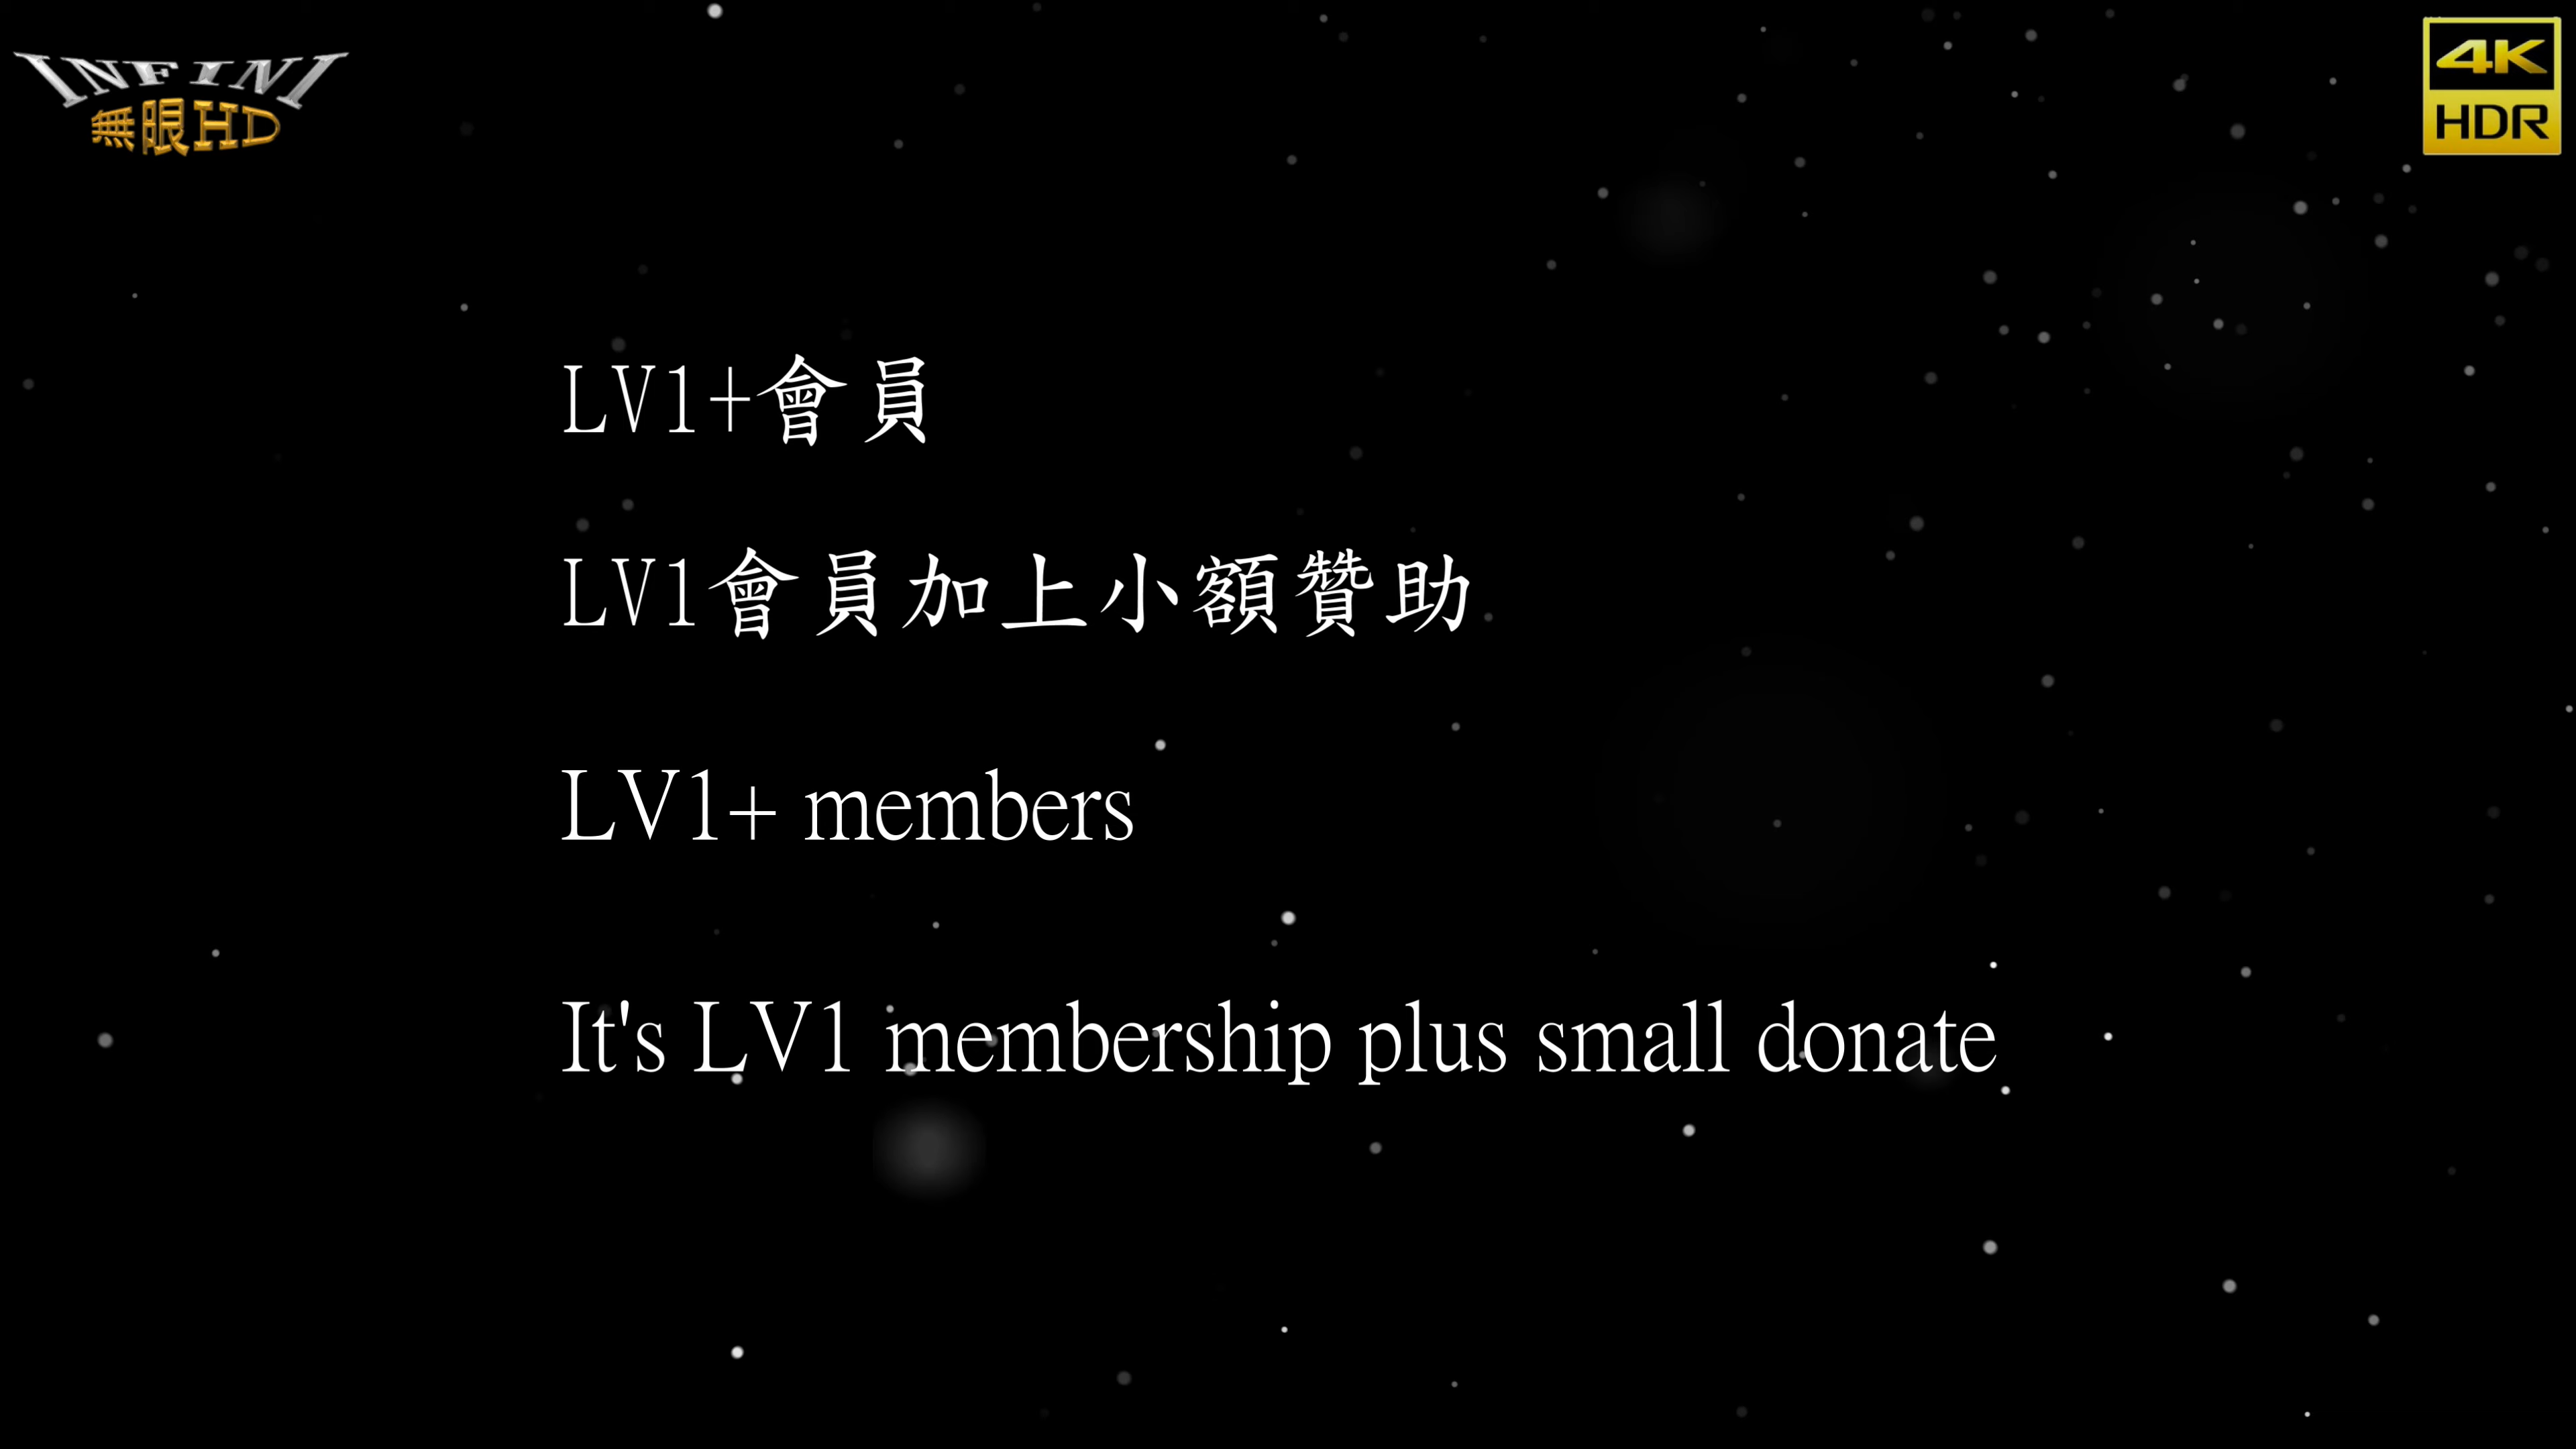 INFINI
無限HD
4K
HDR
LV1+會員
LV1會員加上小額贊助
LV1+ members
It's LV1 membership plus small donate